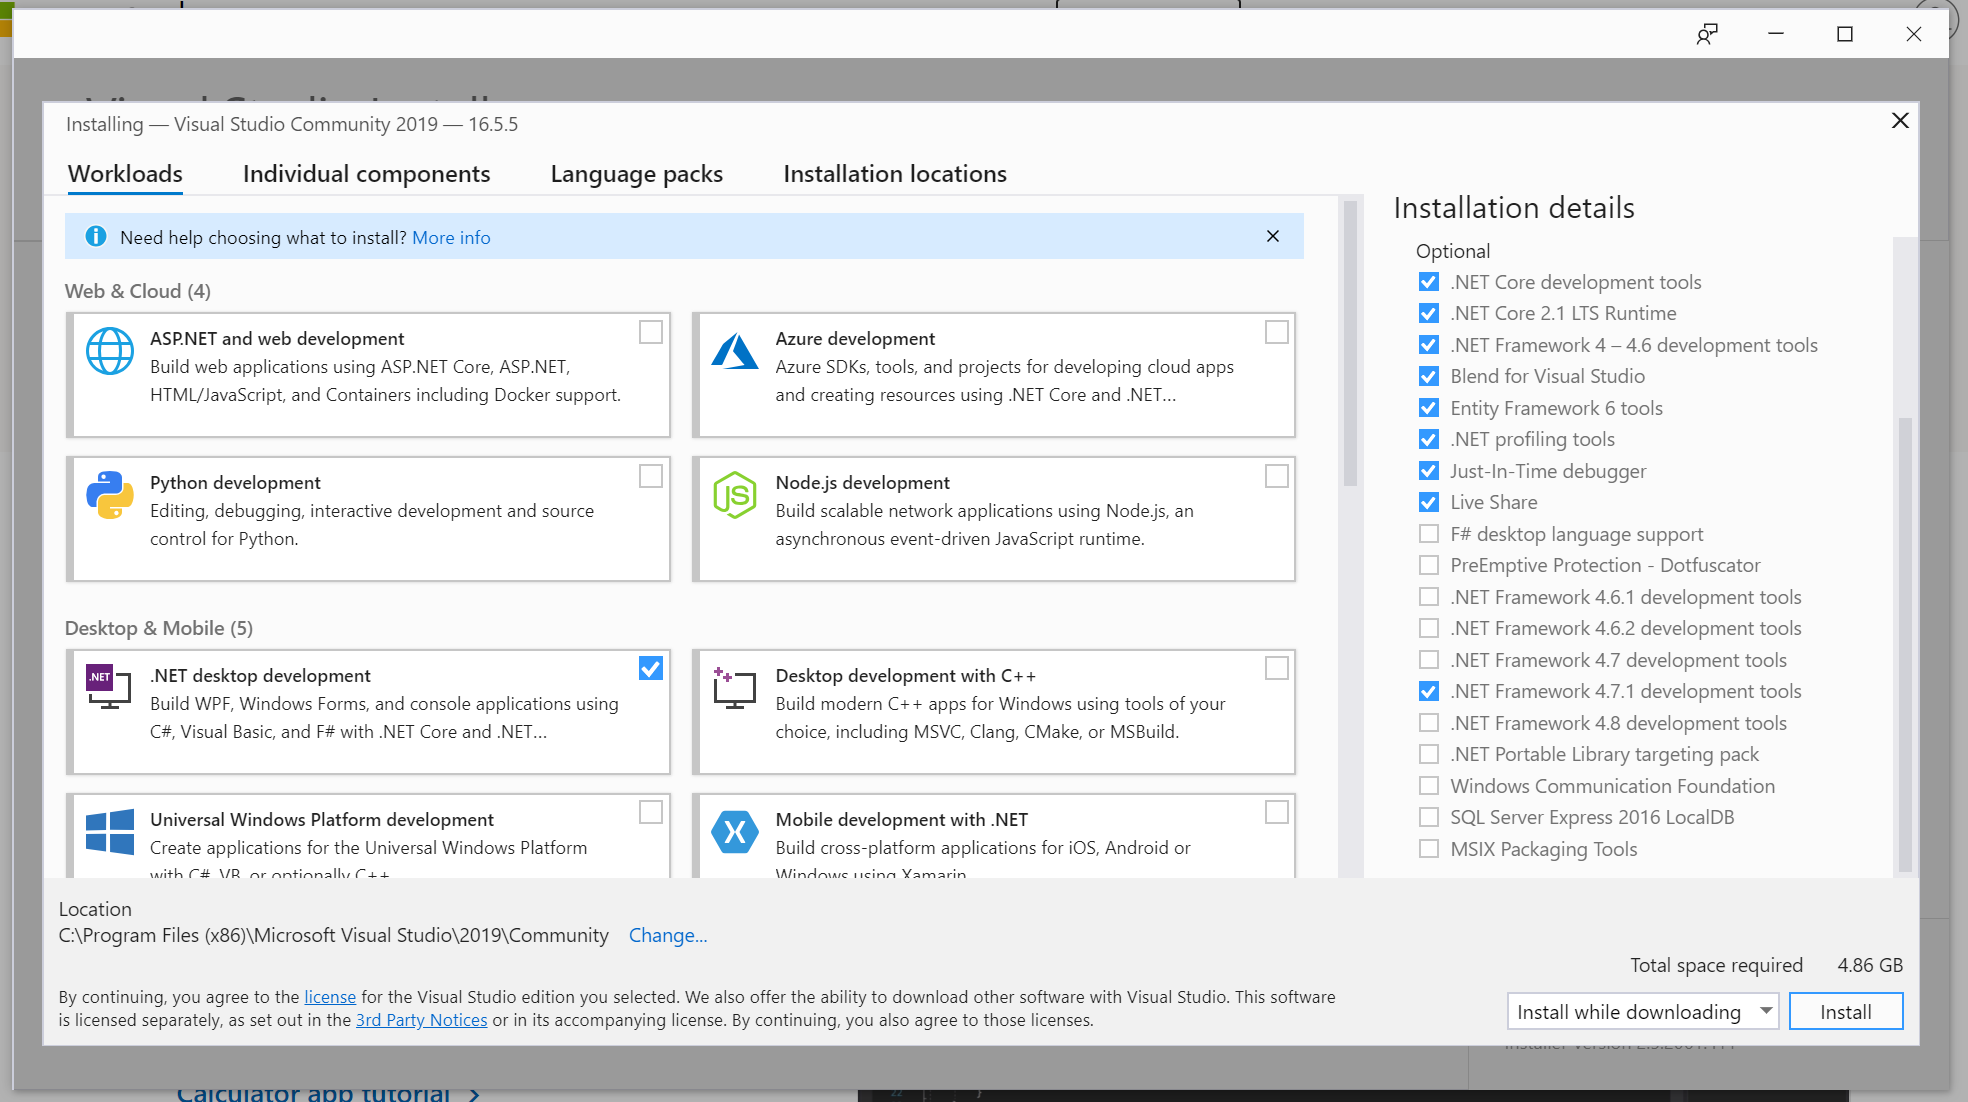 Installing — Visual Studio Community 2019 — 16.5.5
Workloads
Individual components
Language packs
Installation locations
Need help choosing what to install? More info
Web & Cloud (4)
ASP.NET and web development
Build web applications using ASP.NET Core, ASP.NET,
HTML/JavaScript, and Containers including Docker support.
Azure development
Azure SDKs, tools, and projects for developing cloud apps
and creating resources using .NET Core and .NET...
Python development
Editing, debugging, interactive development and source
control for Python.
JS
Node.js development
Build scalable network applications using Node.js, an
asynchronous event-driven JavaScript runtime.
Desktop & Mobile (5)
.NET
.NET desktop development
Build WPF, Windows Forms, and console applications using
C#, Visual Basic, and F# with .NET Core and .NET...
Desktop development with C++
Build modern C++ apps for Windows using tools of your
choice, including MSVC, Clang, CMake, or MSBuild.
Universal Windows Platform development
Create applications for the Universal Windows Platform
with C#, VB, or optionally C++
Mobile development with .NET
Build cross-platform applications for iOS, Android or
Windows using Xamarin
Installation details
Optional
.NET Core development tools
.NET Core 2.1 LTS Runtime
.NET Framework 4 – 4.6 development tools
Blend for Visual Studio
Entity Framework 6 tools
.NET profiling tools
Just-In-Time debugger
Live Share
F# desktop language support
PreEmptive Protection - Dotfuscator
.NET Framework 4.6.1 development tools
.NET Framework 4.6.2 development tools
.NET Framework 4.7 development tools
.NET Framework 4.7.1 development tools
.NET Framework 4.8 development tools
.NET Portable Library targeting pack
Windows Communication Foundation
SQL Server Express 2016 LocalDB
MSIX Packaging Tools
Location
C:\Program Files (x86)\Microsoft Visual Studio\2019\Community Change...
Total space required 4.86 GB
By continuing, you agree to the license for the Visual Studio edition you selected. We also offer the ability to download other software with Visual Studio. This software
is licensed separately, as set out in the 3rd Party Notices or in its accompanying license. By continuing, you also agree to those licenses.
Install while downloading
Install
Calculator app tutorial
22 }